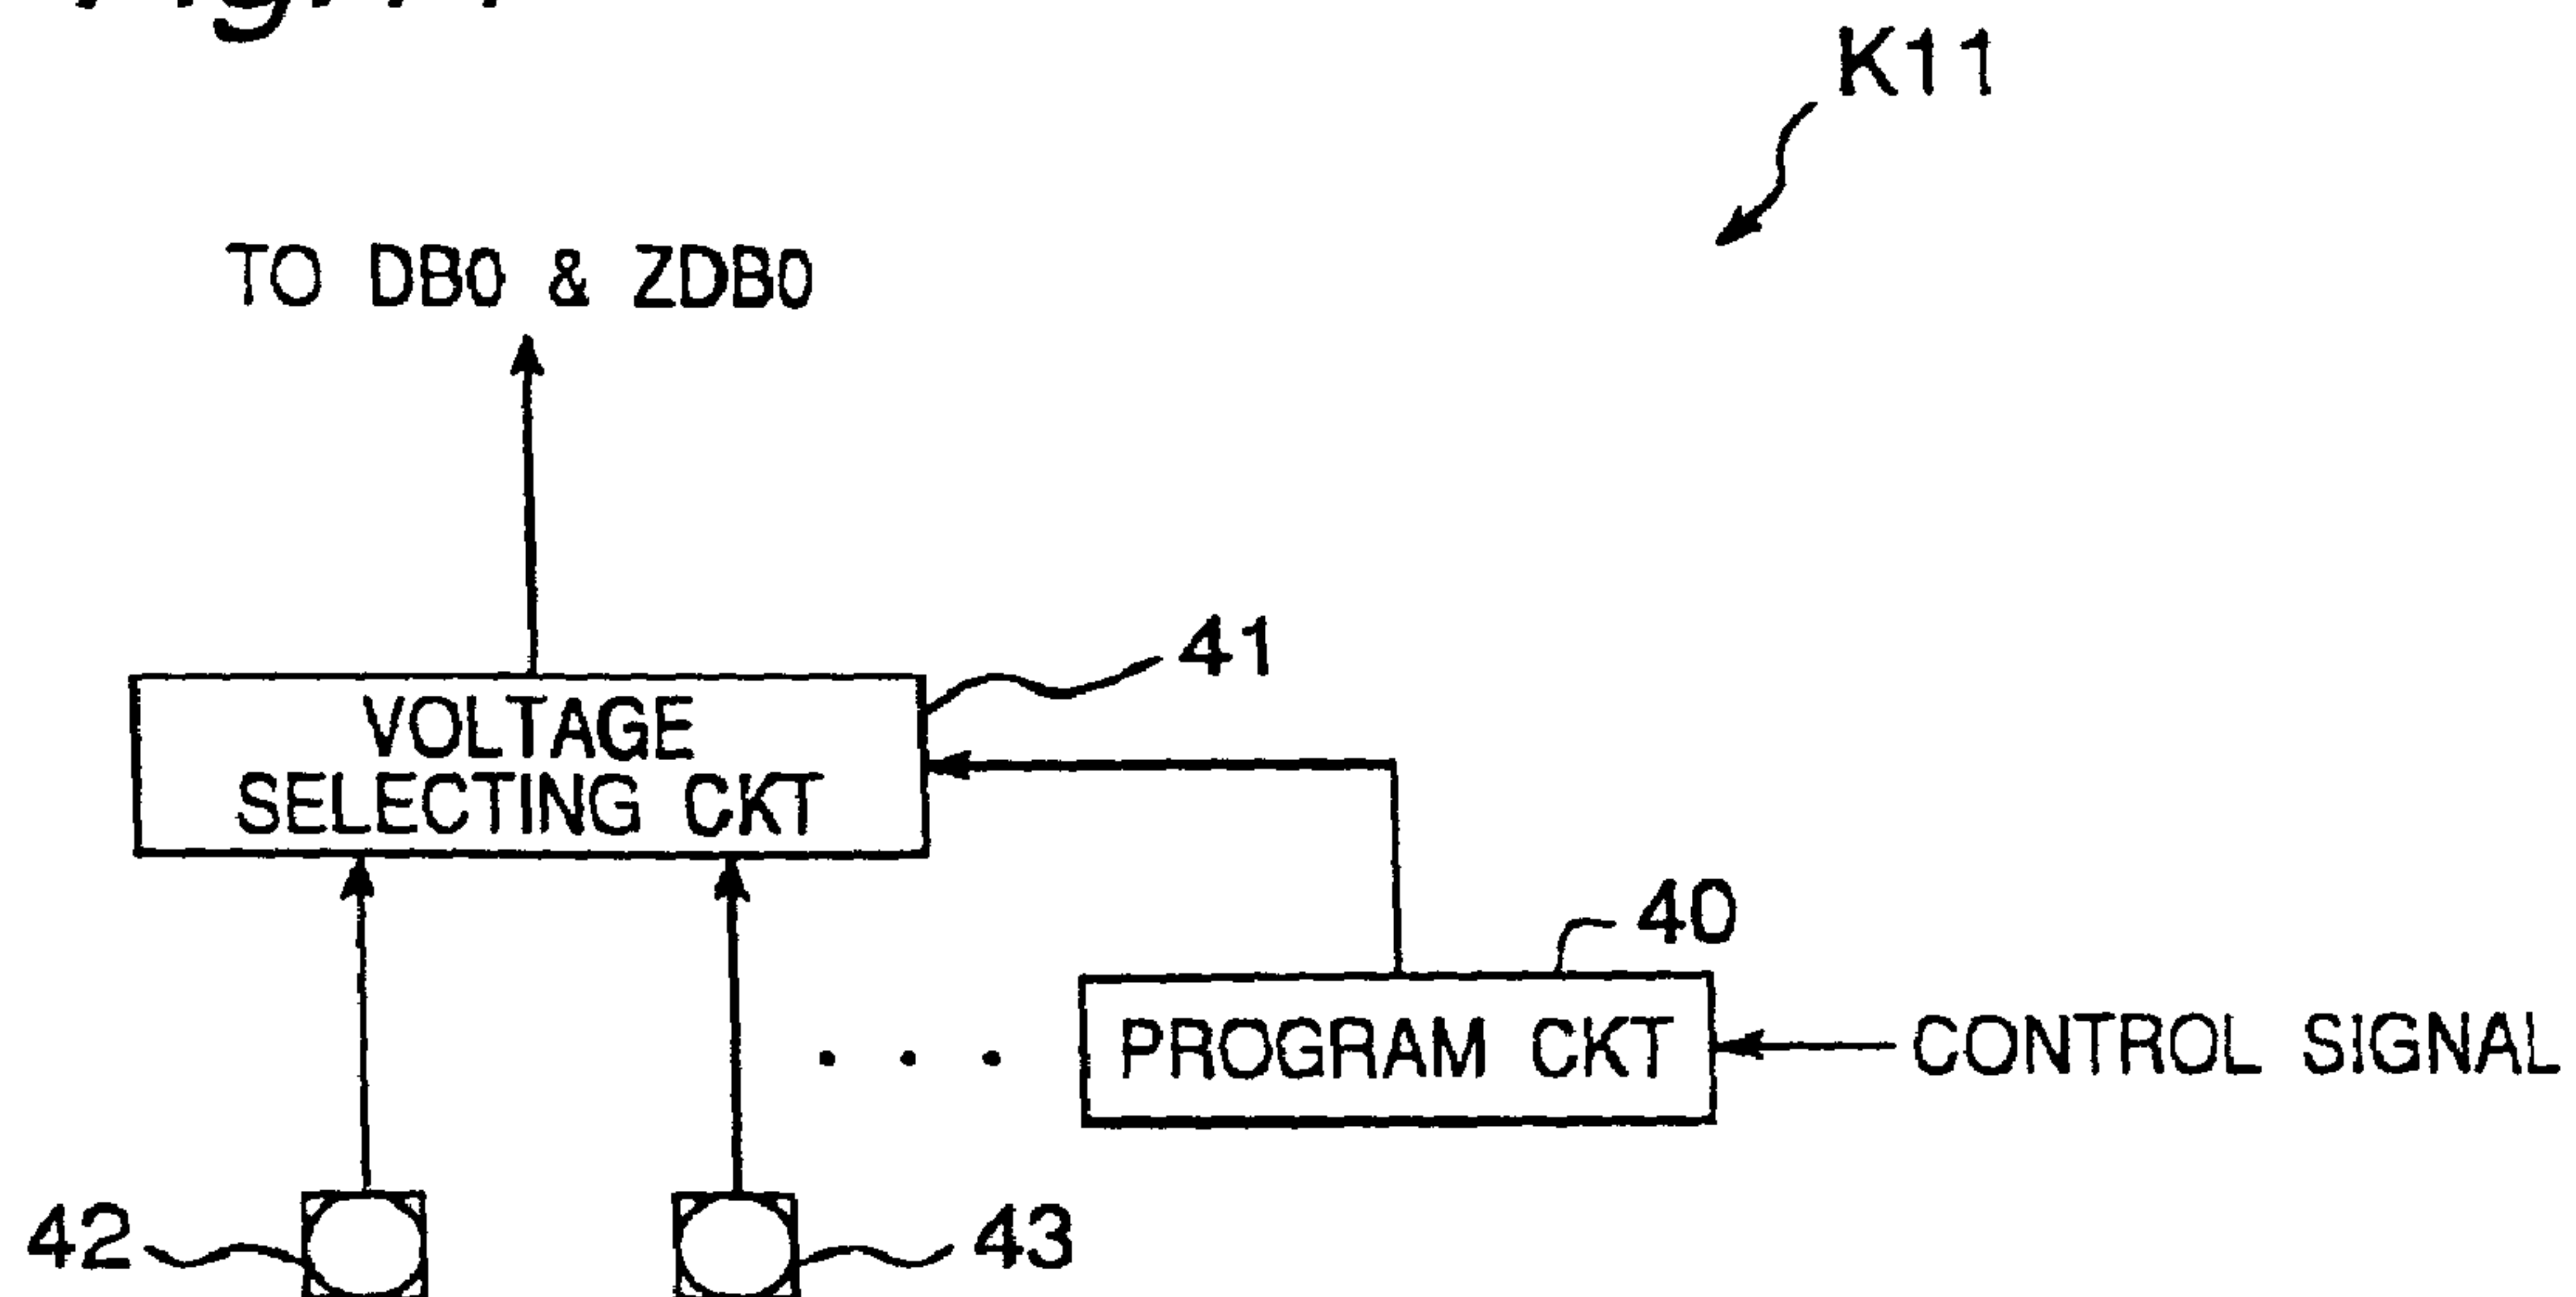 K11
TO DB0 & ZDB0
41
VOLTAGE
SELECTING CKT
40
PROGRAM CKT
CONTROL SIGNAL
42
43